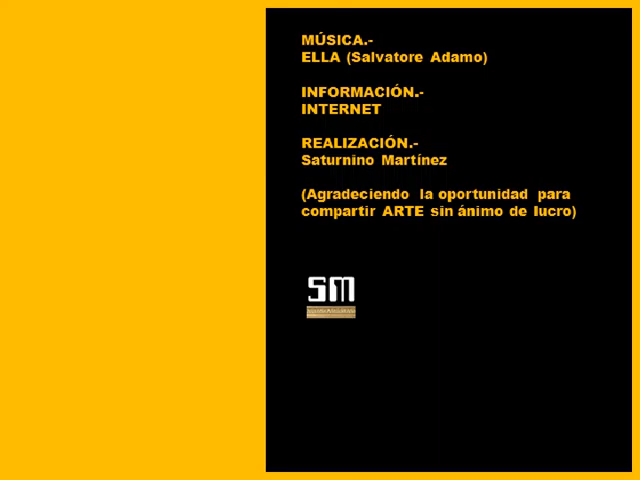 MÚSICA.-
ELLA (Salvatore Adamo)
INFORMACIÓN.-
INTERNET
REALIZACIÓN.-
Saturnino Martínez
(Agradeciendo la oportunidad para
compartir ARTE sin ánimo de lucro)
SM